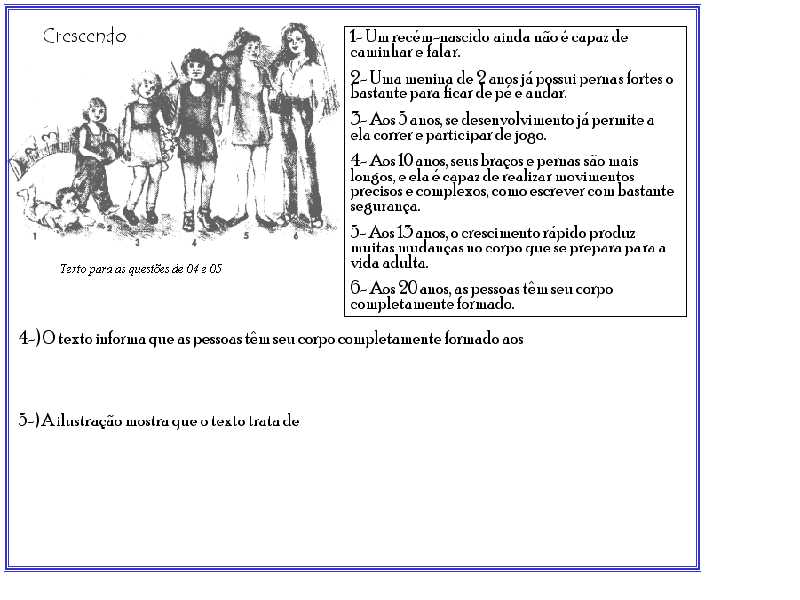 Crescendo
1
2
3
4
5
6
Texto para as questões de 04 e 05
1- Um recém-nascido ainda não é capaz de
caminhar e falar.
2- Uma menina de 2 anos já possui pernas fortes o
bastante para ficar de pé e andar.
3- Aos 5 anos, se desenvolvimento já permite a
ela correr e participar de jogo.
4- Aos 10 anos, seus braços e pernas são mais
longos, e ela é capaz de realizar movimentos
precisos e complexos, como escrever com bastante
segurança.
5- Aos 13 anos, o crescimento rápido produz
muitas mudanças no corpo que se prepara para a
vida adulta.
6- Aos 20 anos, as pessoas têm seu corpo
completamente formado.
4-) O texto informa que as pessoas têm seu corpo completamente formado aos
5-) A ilustração mostra que o texto trata de